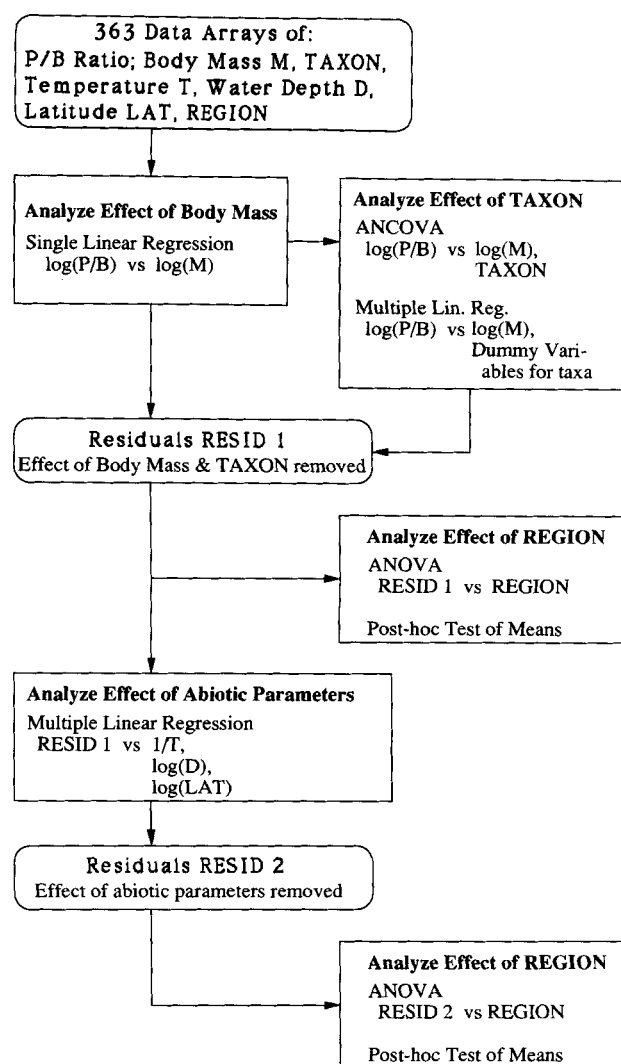 363 Data Arrays of:
P/B Ratio; Body Mass M, TAXON,
Temperature T, Water Depth D,
Latitude LAT, REGION
Analyze Effect of Body Mass
Single Linear Regression
log(P/B) vs log(M)
Analyze Effect of TAXON
ANCOVA
log(P/B) vs log(M),
TAXON
Multiple Lin. Reg.
log(P/B) vs log(M),
Dummy Vari-
ables for taxa
Residuals RESID 1
Effect of Body Mass & TAXON removed
Analyze Effect of REGION
ANOVA
RESID 1 vs REGION
Post-hoc Test of Means
Analyze Effect of Abiotic Parameters
Multiple Linear Regression
RESID 1 vs 1/T,
log(D),
log(LAT)
Residuals RESID 2
Effect of abiotic parameters removed
Analyze Effect of REGION
ANOVA
RESID 2 vs REGION
Post-hoc Test of Means